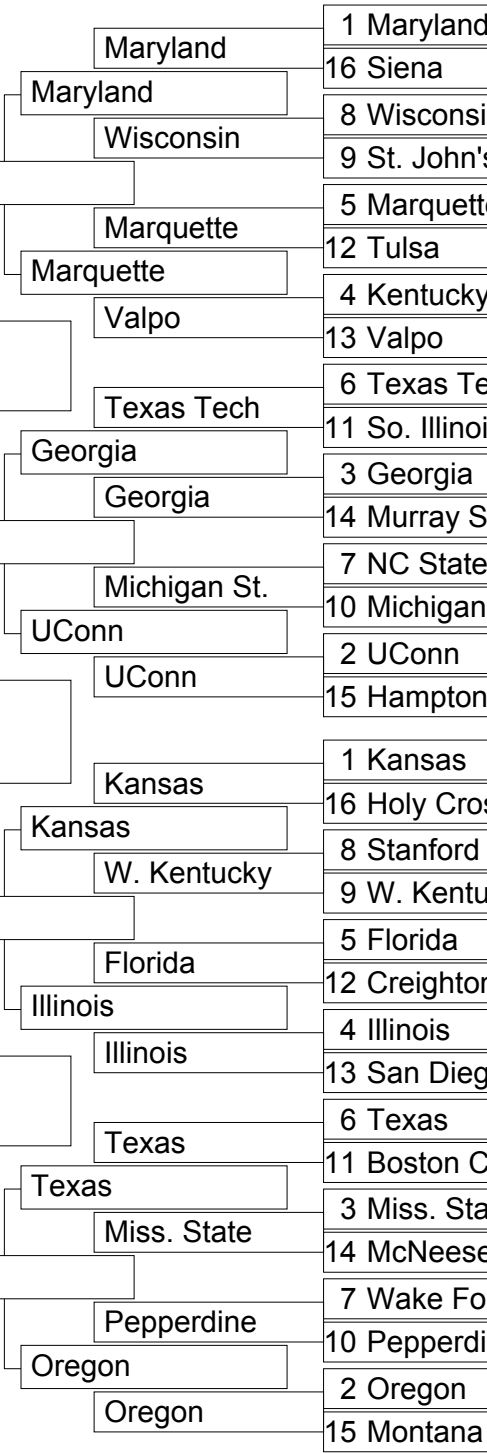 1 Maryland
Maryland
16 Siena
Maryland
8 Wisconsi
Wisconsin
9 St. John's
5 Marquette
Marquette
12 Tulsa
Marquette
4 Kentucky
Valpo
13 Valpo
6 Texas Te
Texas Tech
11 So. Illinoi
Georgia
3 Georgia
Georgia
14 Murray S
7 NC State
Michigan St.
10 Michigan
UConn
2 UConn
UConn
15 Hampton
1 Kansas
Kansas
16 Holy Cros
Kansas
8 Stanford
W. Kentucky
9 W. Kentu
5 Florida
Florida
12 Creighton
Illinois
4 Illinois
Illinois
13 San Dieg
6 Texas
Texas
11 Boston C
Texas
3 Miss. Sta
Miss. State
14 McNeese
7 Wake Fo
Pepperdine
10 Pepperdi
Oregon
2 Oregon
Oregon
15 Montana